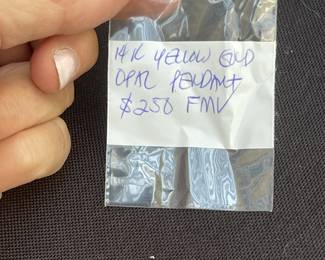 14K YELLOW GOLD
OPAL PENDANT
$250 FMV